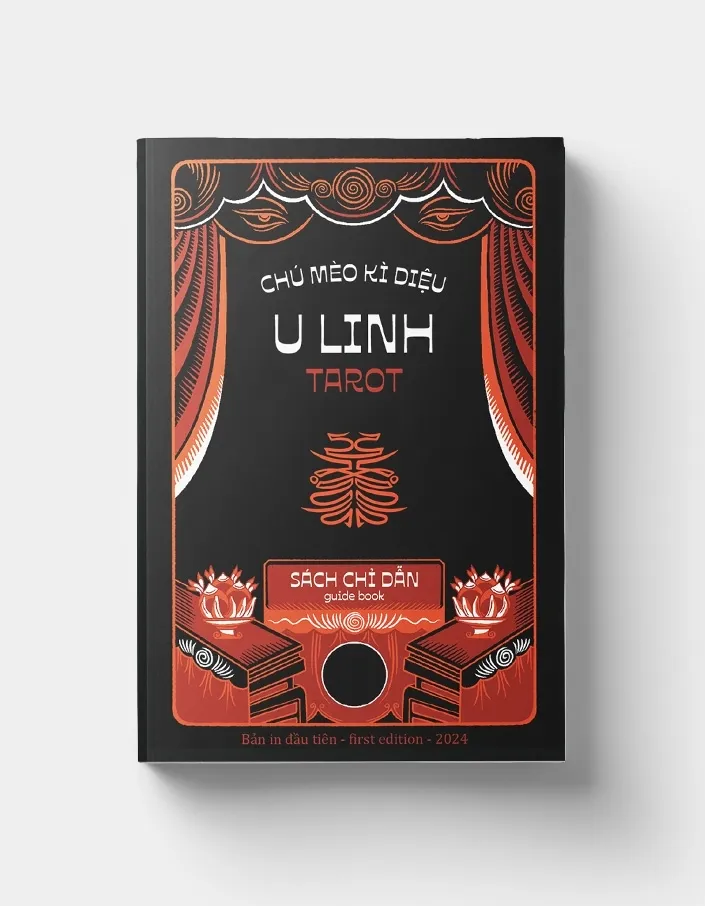 CHÚ MÈO KÌ DIỆU
U LINH
TAROT
SÁCH CHỈ DẪN
guide book
Bản in đầu tiên - first edition - 2024